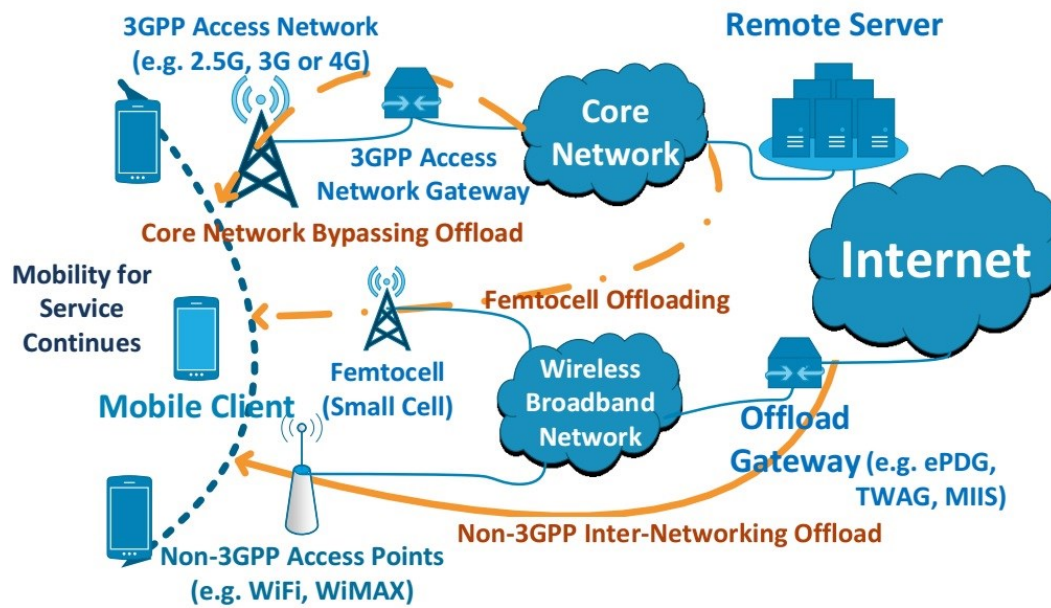 3GPP Access Network
(e.g. 2.5G, 3G or 4G)
Remote Server
Core
Network
3GPP Access
Network Gateway
Core Network Bypassing Offload
Internet
Mobility for
Service
Continues
Femtocell Offloading
Femtocell
(Small Cell)
Wireless
Broadband
Network
Mobile Client
Offload
Gateway (e.g. ePDG,
TWAG, MIIS)
Non-3GPP Inter-Networking Offload
Non-3GPP Access Points
(e.g. WiFi, WiMAX)